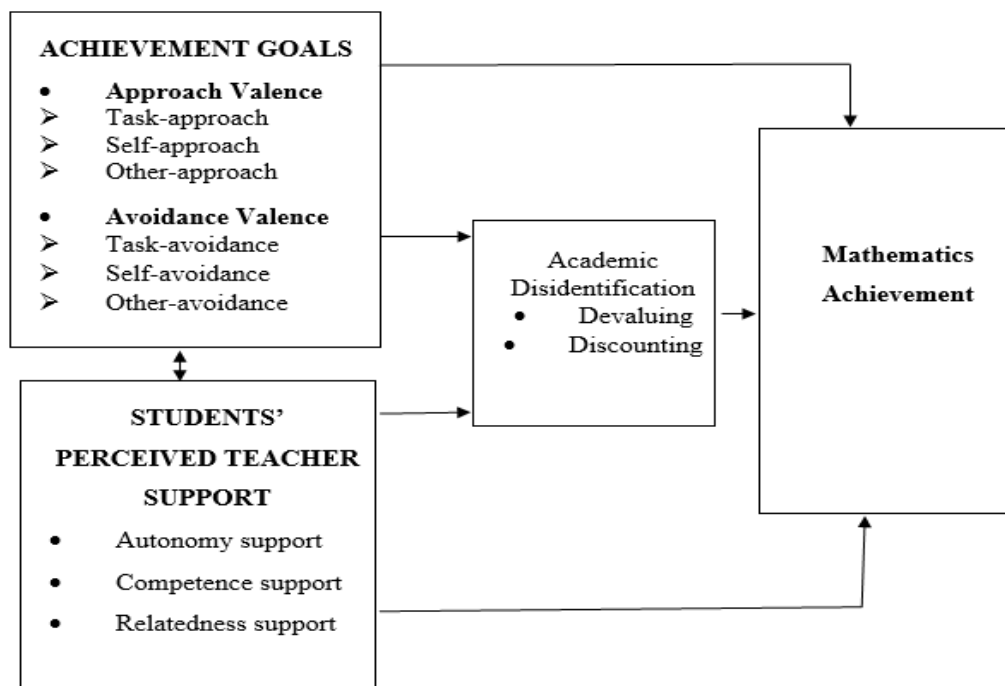 ACHIEVEMENT GOALS
• Approach Valence
➢ Task-approach
➢ Self-approach
➢ Other-approach
• Avoidance Valence
➢ Task-avoidance
➢ Self-avoidance
➢ Other-avoidance
Academic
Disidentification
• Devaluing
• Discounting
Mathematics
Achievement
STUDENTS'
PERCEIVED TEACHER
SUPPORT
• Autonomy support
• Competence support
• Relatedness support